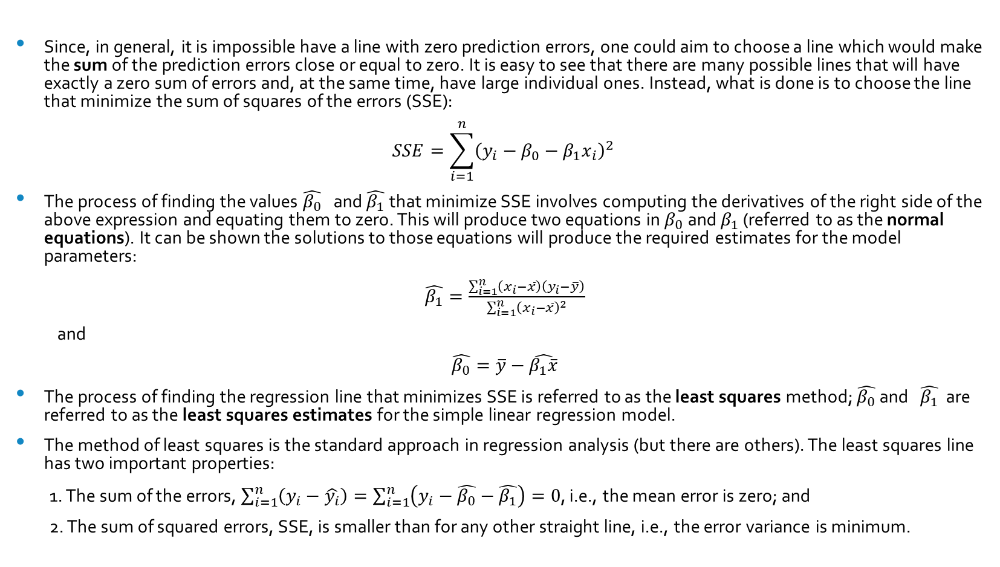 • Since, in general, it is impossible have a line with zero prediction errors, one could aim to choose a line which would make
the sum of the prediction errors close or equal to zero. It is easy to see that there are many possible lines that will have
exactly a zero sum of errors and, at the same time, have large individual ones. Instead, what is done is to choose the line
that minimize the sum of squares of the errors (SSE):
$SSE = \sum_{i=1}^{n}(y_i - \beta_0 - \beta_1 x_i)^2$
• The process of finding the values $\widehat{\beta_0}$ and $\widehat{\beta_1}$ that minimize SSE involves computing the derivatives of the right side of the
above expression and equating them to zero. This will produce two equations in $\beta_0$ and $\beta_1$ (referred to as the normal
equations). It can be shown the solutions to those equations will produce the required estimates for the model
parameters:
$\widehat{\beta_1} = \frac{\sum_{i=1}^{n}(x_i - \bar{x})(y_i - \bar{y})}{\sum_{i=1}^{n}(x_i - \bar{x})^2}$
and
$\widehat{\beta_0} = \bar{y} - \widehat{\beta_1 \bar{x}}$
• The process of finding the regression line that minimizes SSE is referred to as the least squares method; $\widehat{\beta_0}$ and $\widehat{\beta_1}$ are
referred to as the least squares estimates for the simple linear regression model.
• The method of least squares is the standard approach in regression analysis (but there are others). The least squares line
has two important properties:
1. The sum of the errors, $\sum_{i=1}^{n}(y_i - \widehat{y_i}) = \sum_{i=1}^{n}(y_i - \widehat{\beta_0} - \widehat{\beta_1}) = 0$, i.e., the mean error is zero; and
2. The sum of squared errors, SSE, is smaller than for any other straight line, i.e., the error variance is minimum.